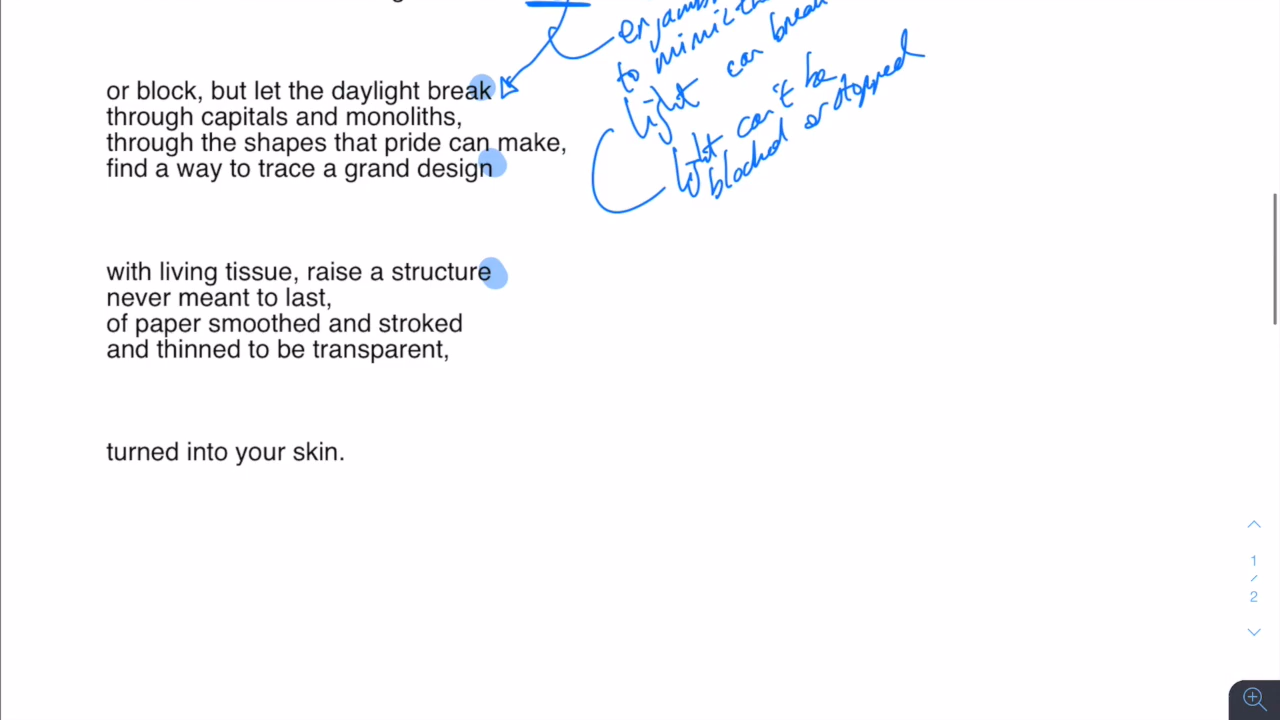 to mimic
light can break
light can't be
blocked or stopped
or block, but let the daylight break
through capitals and monoliths,
through the shapes that pride can make,
find a way to trace a grand design
with living tissue, raise a structure
never meant to last,
of paper smoothed and stroked
and thinned to be transparent,
turned into your skin.
1
/
2